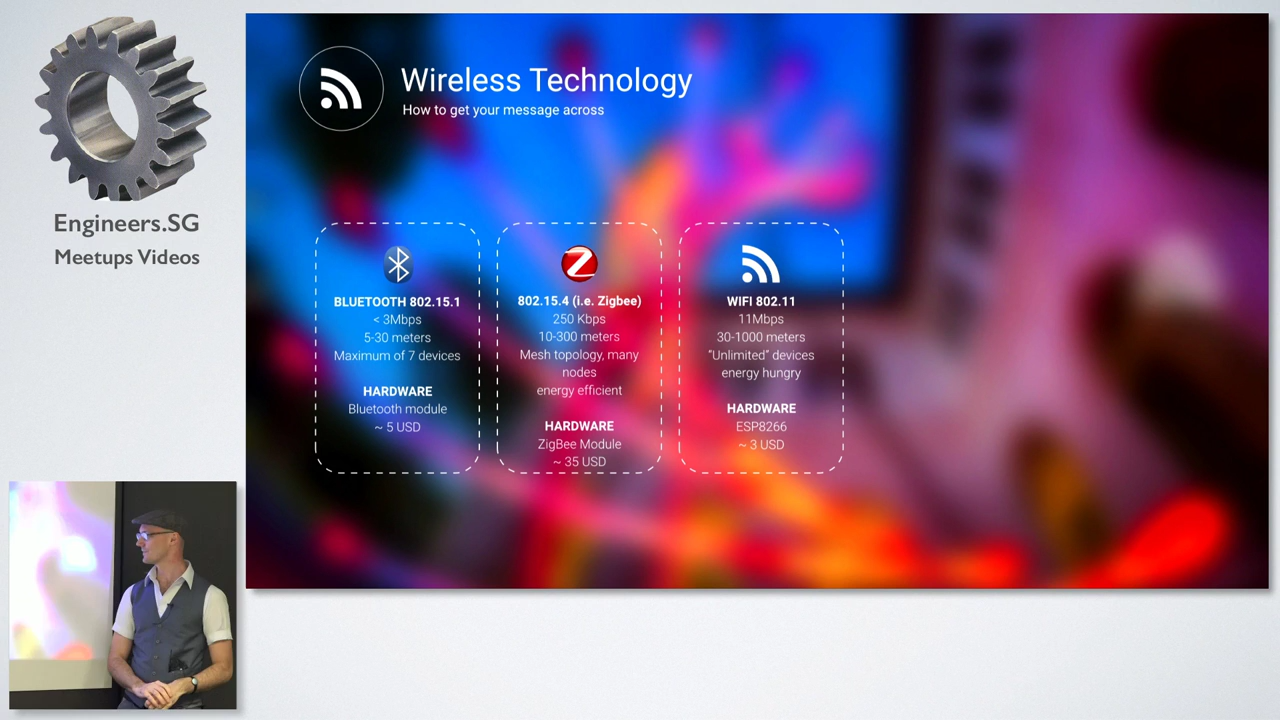 Engineers.SG
Meetups Videos
Wireless Technology
How to get your message across
BLUETOOTH 802.15.1
< 3Mbps
5-30 meters
Maximum of 7 devices
HARDWARE
Bluetooth module
~ 5 USD
802.15.4 (i.e. Zigbee)
250 Kbps
10-300 meters
Mesh topology, many
nodes
energy efficient
HARDWARE
ZigBee Module
~ 35 USD
WIFI 802.11
11Mbps
30-1000 meters
“Unlimited” devices
energy hungry
HARDWARE
ESP8266
~ 3 USD